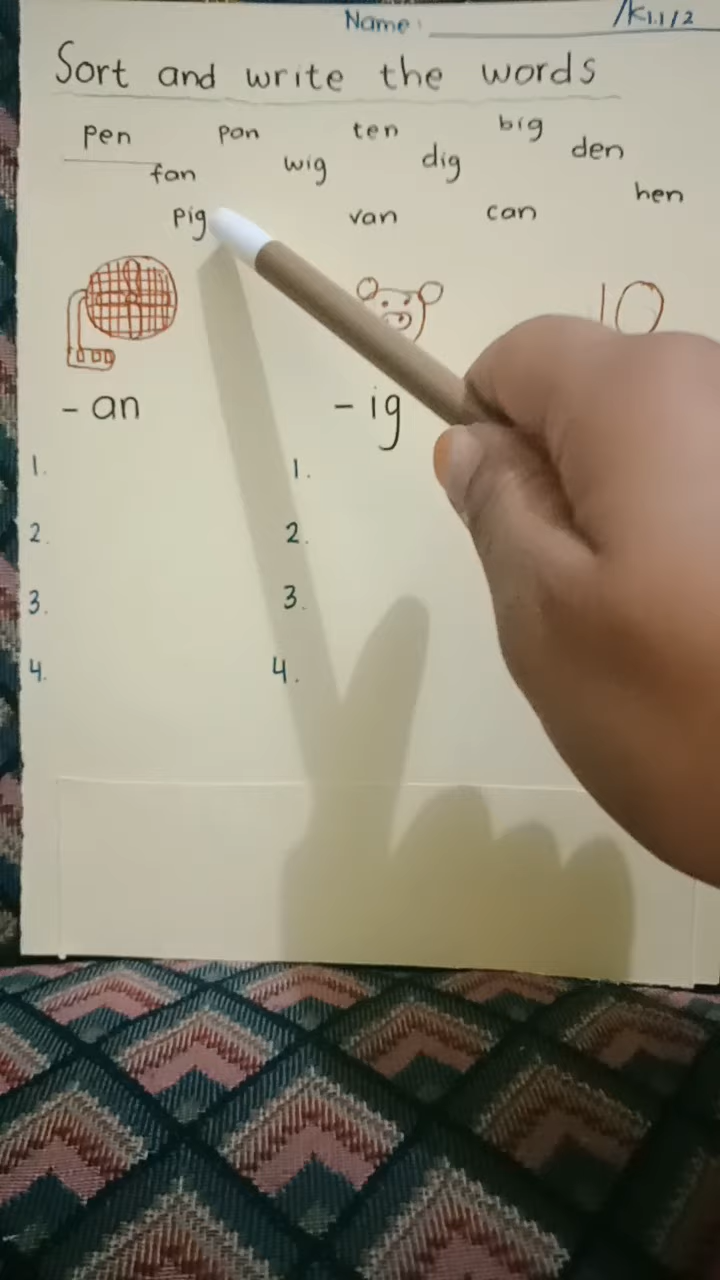 Name: /K1.1/2
Sort and write the words
pen pan ten big
fan wig dig den
pig van can hen
10
- an - ig
1. 1.
2. 2.
3. 3.
4. 4.